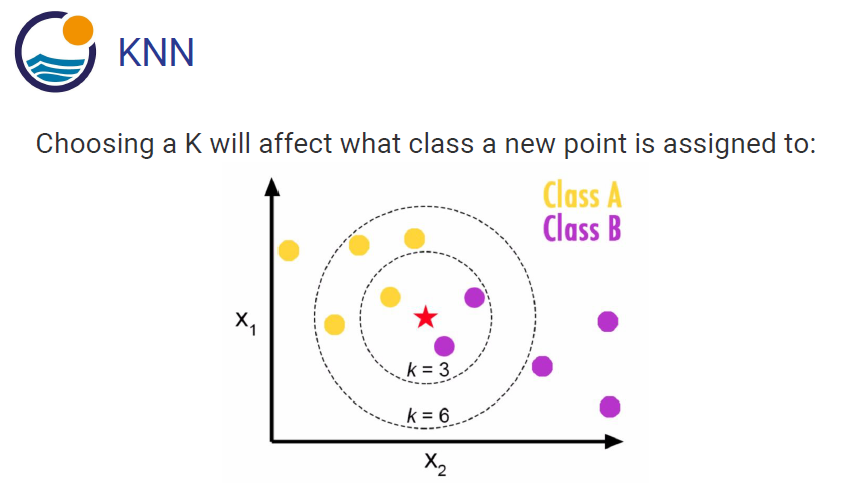 KNN
Choosing a K will affect what class a new point is assigned to:
Class A
Class B
X1
k = 3
k = 6
X2